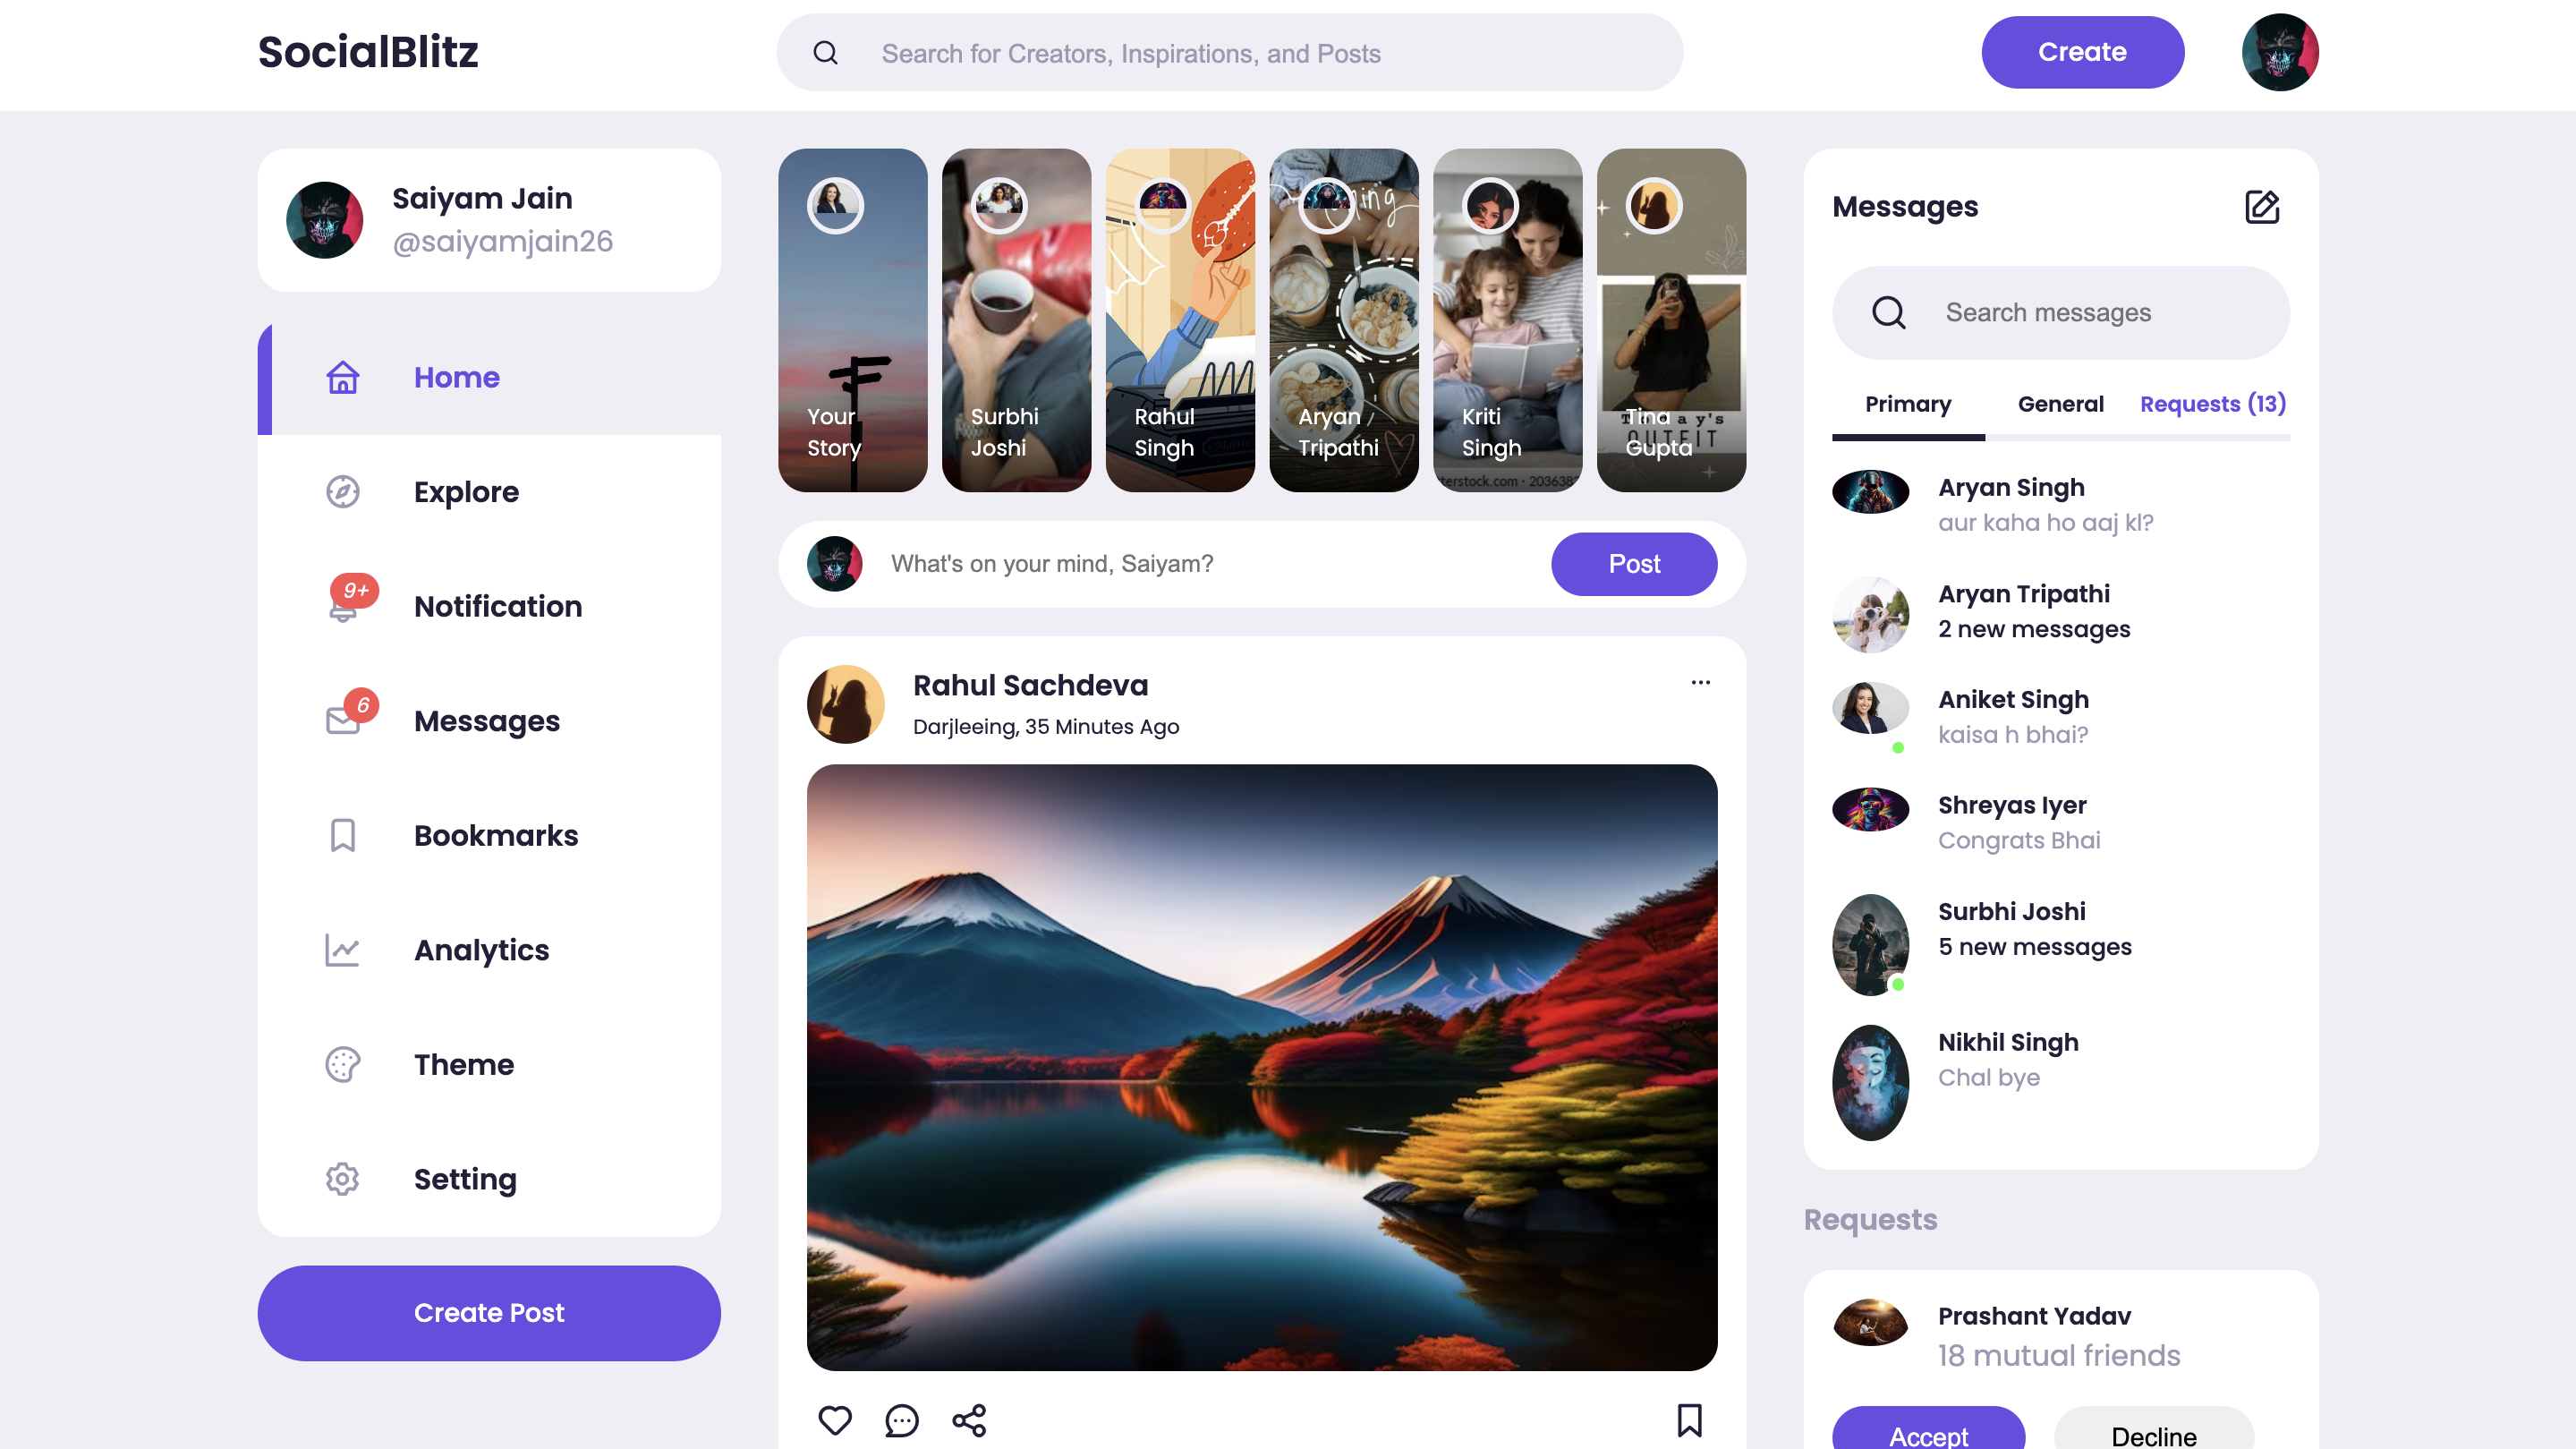 SocialBlitz
Search for Creators, Inspirations, and Posts
Create
Saiyam Jain
@saiyamjain26
Home
Explore
9+
Notification
6
Messages
Bookmarks
Analytics
Theme
Setting
Create Post
Your
Story
Surbhi
Joshi
Rahul
Singh
Aryan
Tripathi
Kriti
Singh
Tina
Gupta
OUTFIT
What's on your mind, Saiyam?
Post
Rahul Sachdeva
Darjleeing, 35 Minutes Ago
Messages
Search messages
Primary
General
Requests (13)
Aryan Singh
aur kaha ho aaj kl?
Aryan Tripathi
2 new messages
Aniket Singh
kaisa h bhai?
Shreyas Iyer
Congrats Bhai
Surbhi Joshi
5 new messages
Nikhil Singh
Chal bye
Requests
Prashant Yadav
18 mutual friends
Accept
Decline